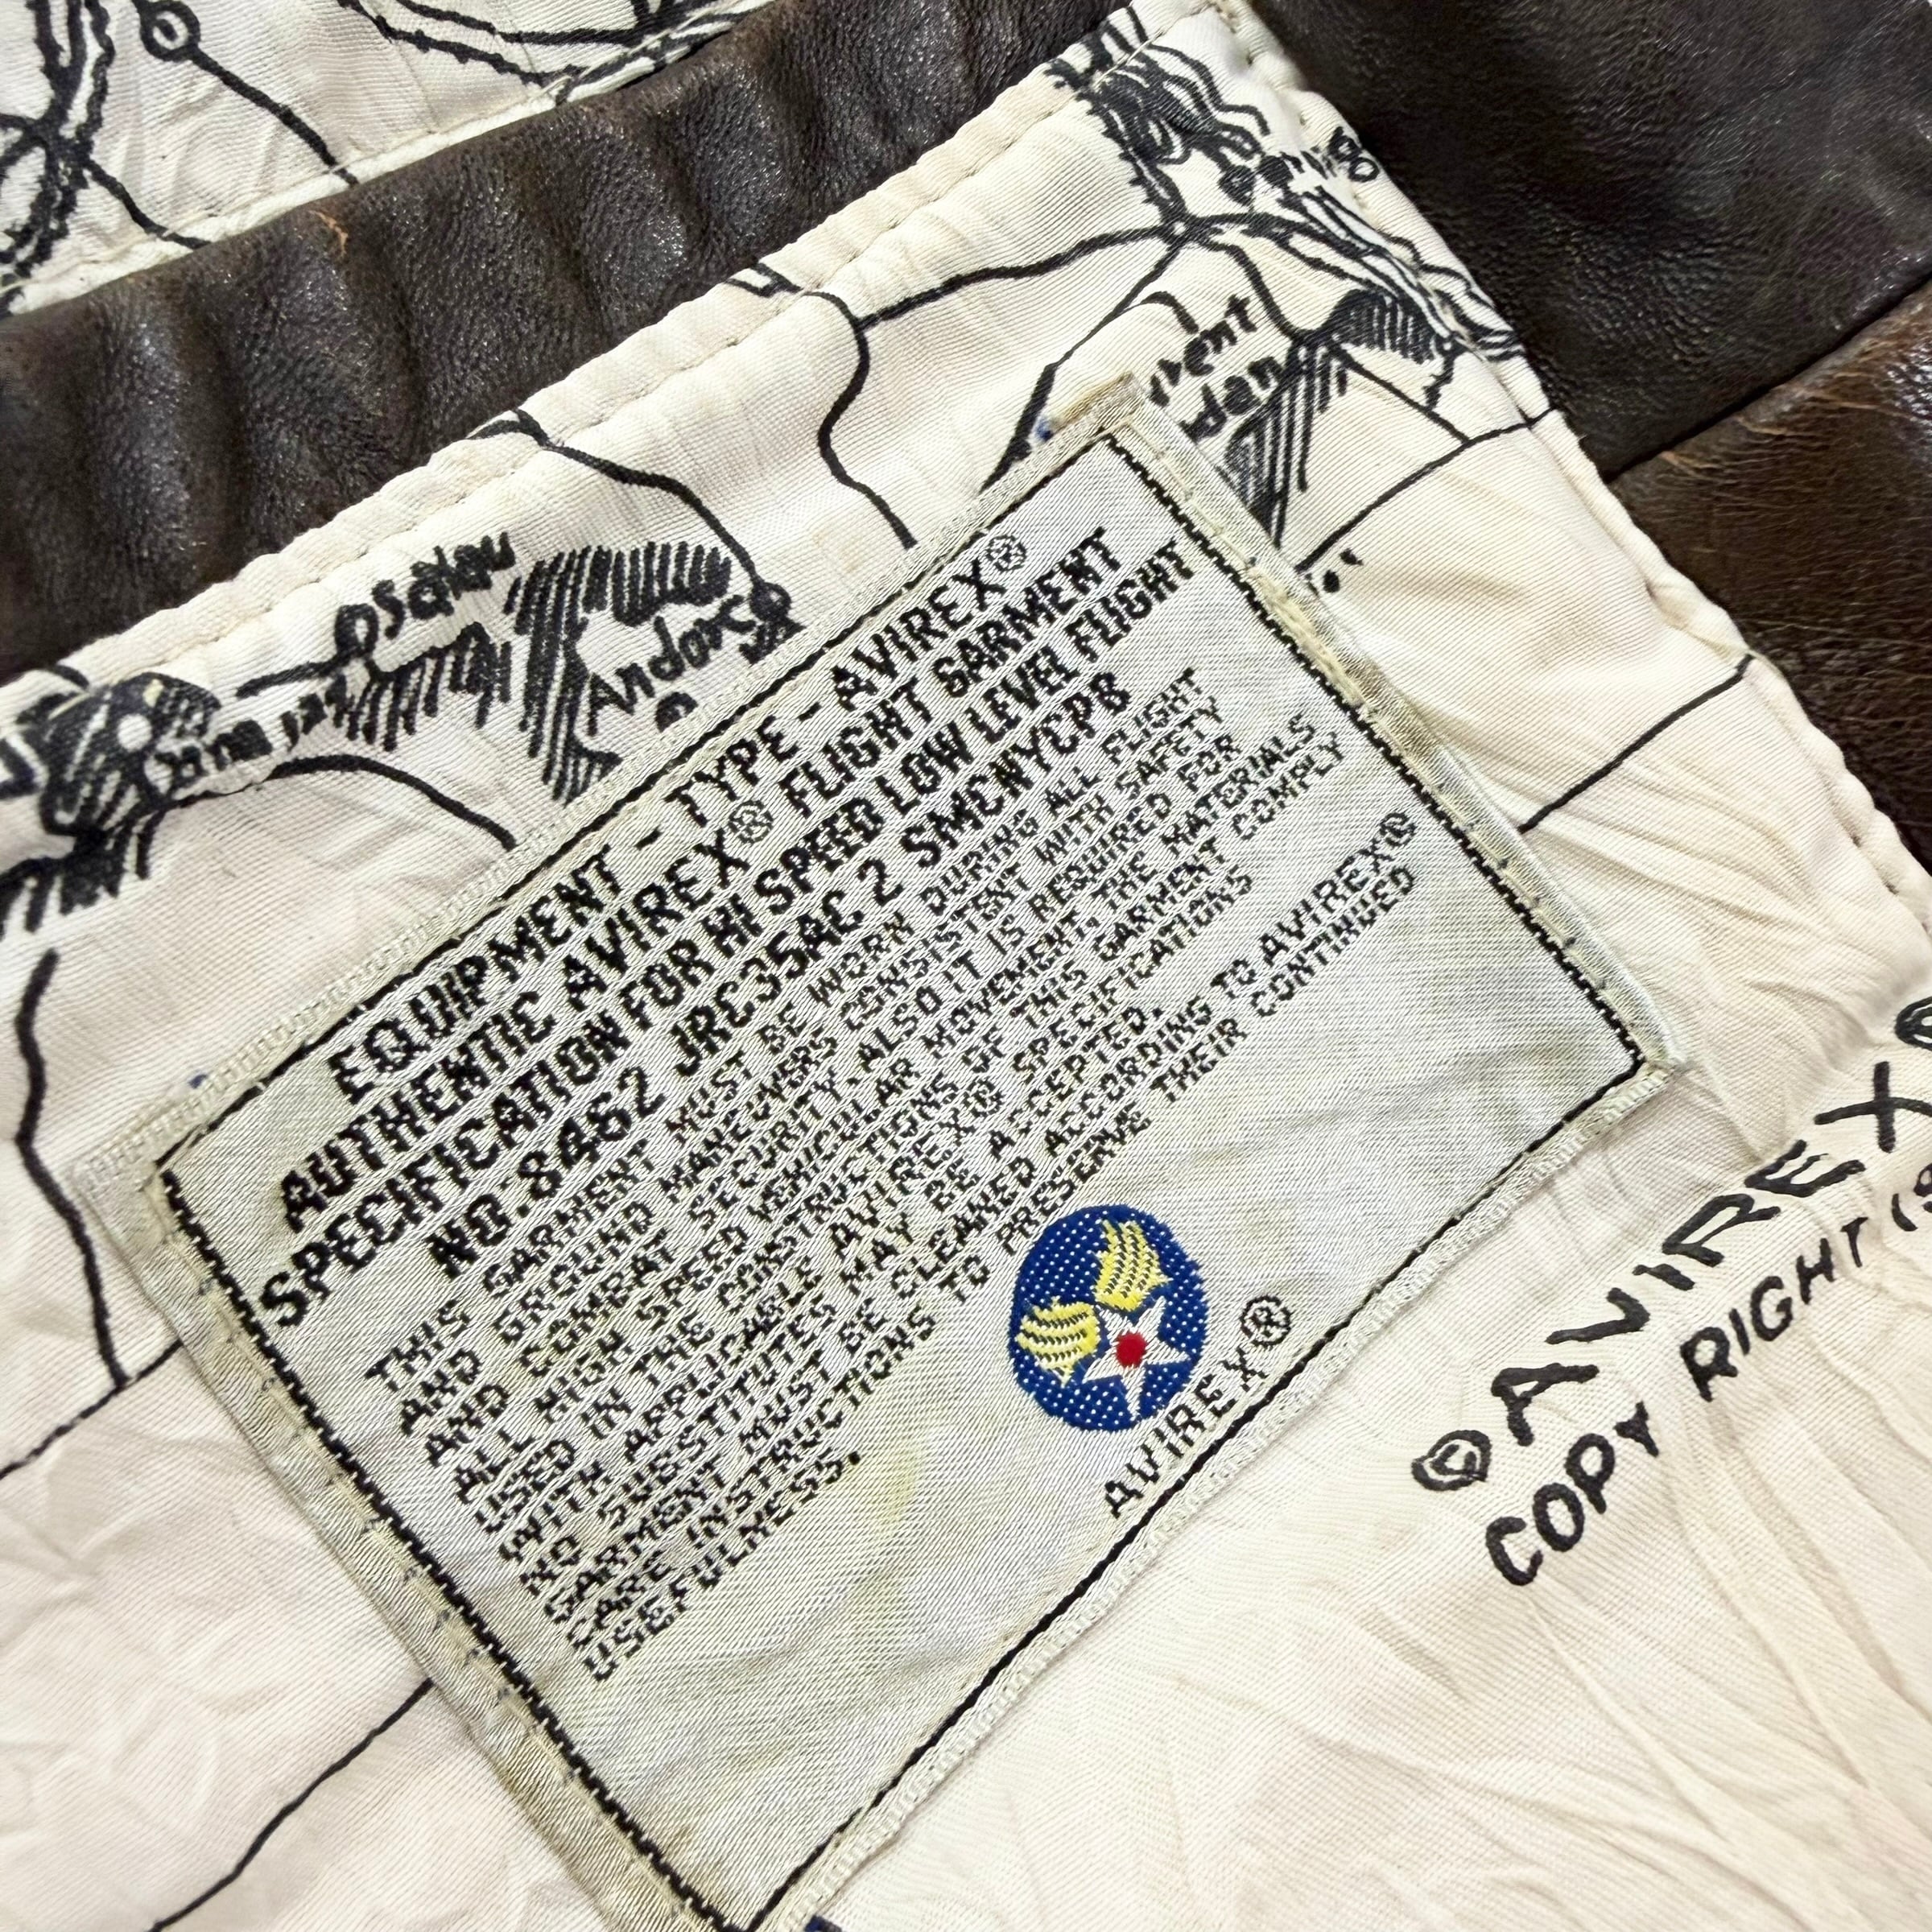 Oscalou
Andorf
EQUIPMENT - TYPE - AVIREX®
AUTHENTIC AVIREX® FLIGHT GARMENT
SPECIFICATION FOR HI SPEED LOW LEVEL FLIGHT
NO. 8462 JRC35AC 2 SMCNYCPB
THIS GARMENT MUST BE WORN DURING ALL FLIGHT
AND GROUND MANEUVERS CONSISTENT WITH SAFETY
AND COMBAT SECURITY. ALSO IT IS REQUIRED FOR
ALL HIGH SPEED VEHICULAR MOVEMENT. THE MATERIALS
USED IN THE CONSTRUCTIONS OF THIS GARMENT COMPLY
WITH APPLICABLE AVIREX® SPECIFICATIONS
NO SUBSTITUTES MAY BE ACCEPTED.
GARMENT MUST BE CLEANED ACCORDING TO AVIREX®
CARE INSTRUCTIONS TO PRESERVE THEIR CONTINUED
USEFULNESS.
AVIREX®
©AVIREX
COPY RIGHT